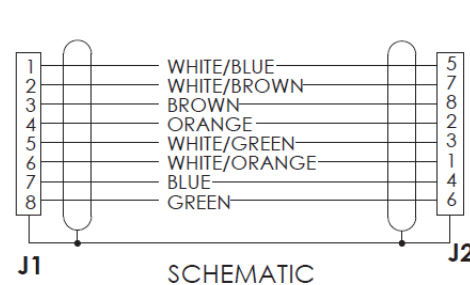 1 WHITE/BLUE 5
2 WHITE/BROWN 7
3 BROWN 8
4 ORANGE 2
5 WHITE/GREEN 3
6 WHITE/ORANGE 1
7 BLUE 4
8 GREEN 6
J1 J2
SCHEMATIC